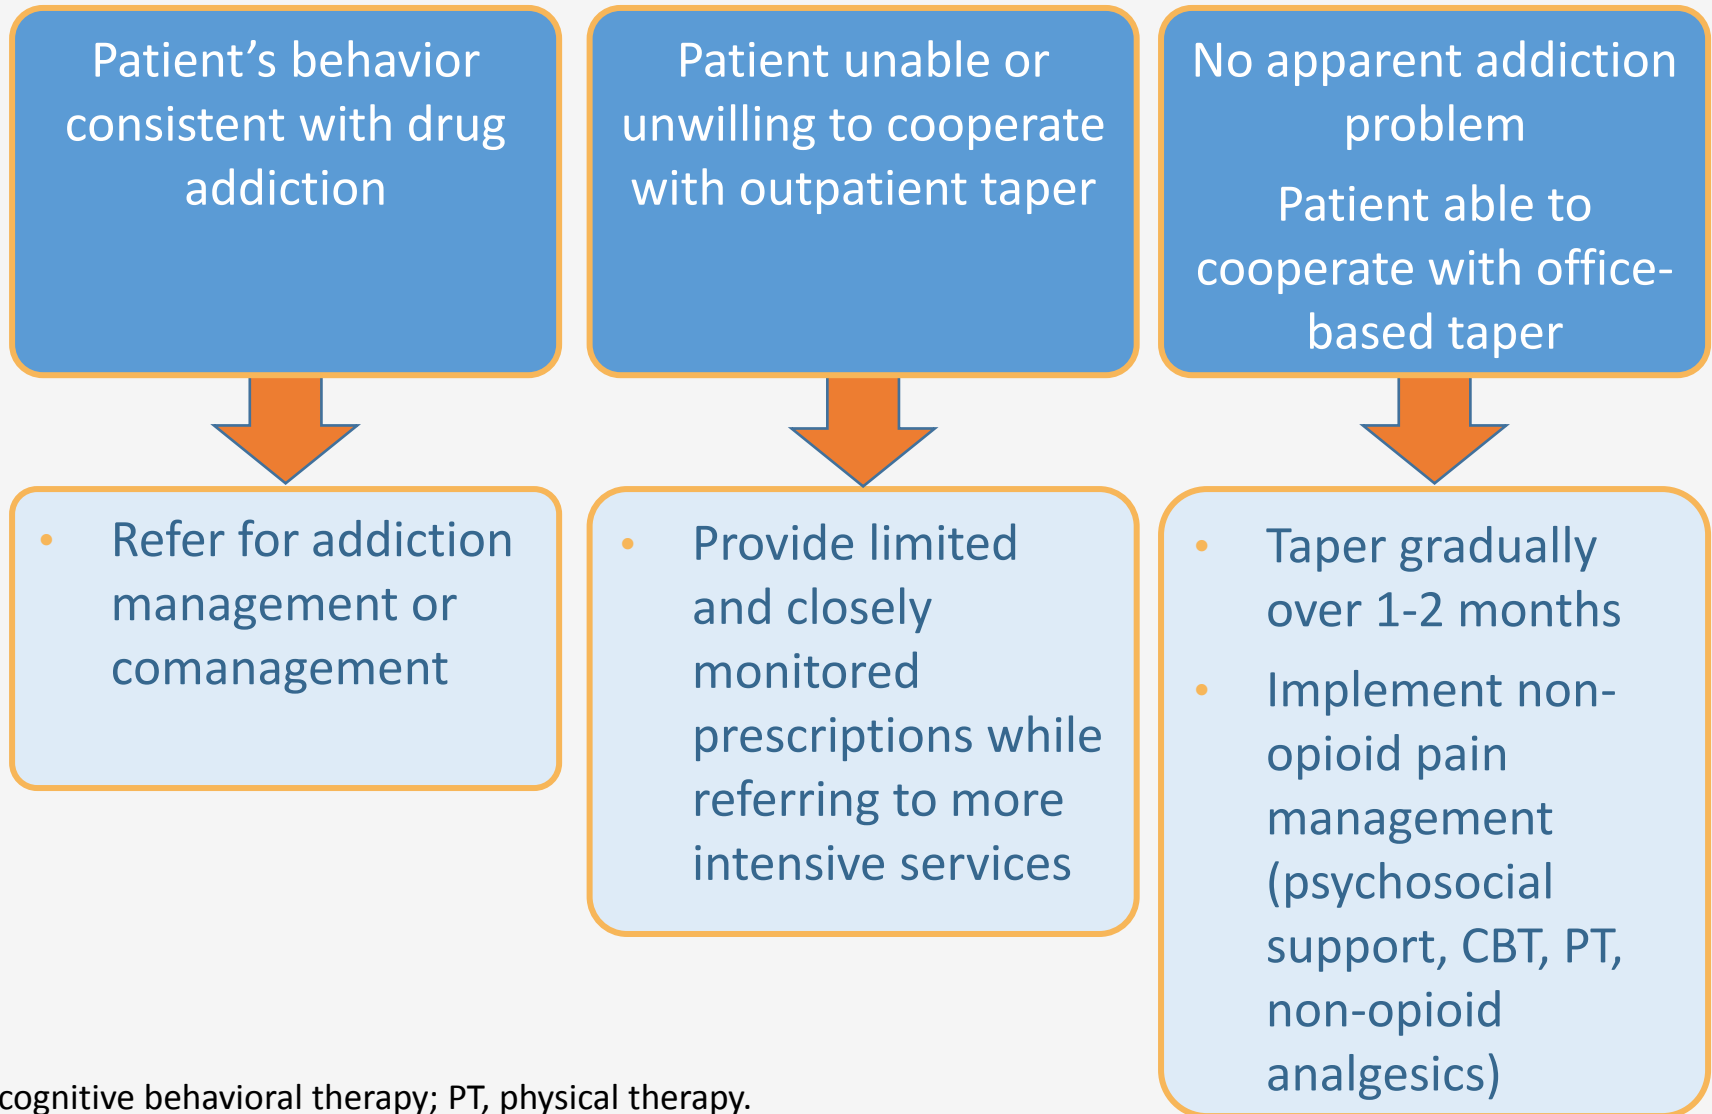 Patient’s behavior
consistent with drug
addiction
Patient unable or
unwilling to cooperate
with outpatient taper
No apparent addiction
problem
Patient able to
cooperate with office-
based taper
• Refer for addiction
management or
comanagement
• Provide limited
and closely
monitored
prescriptions while
referring to more
intensive services
• Taper gradually
over 1-2 months
• Implement non-
opioid pain
management
(psychosocial
support, CBT, PT,
non-opioid
analgesics)
cognitive behavioral therapy; PT, physical therapy.